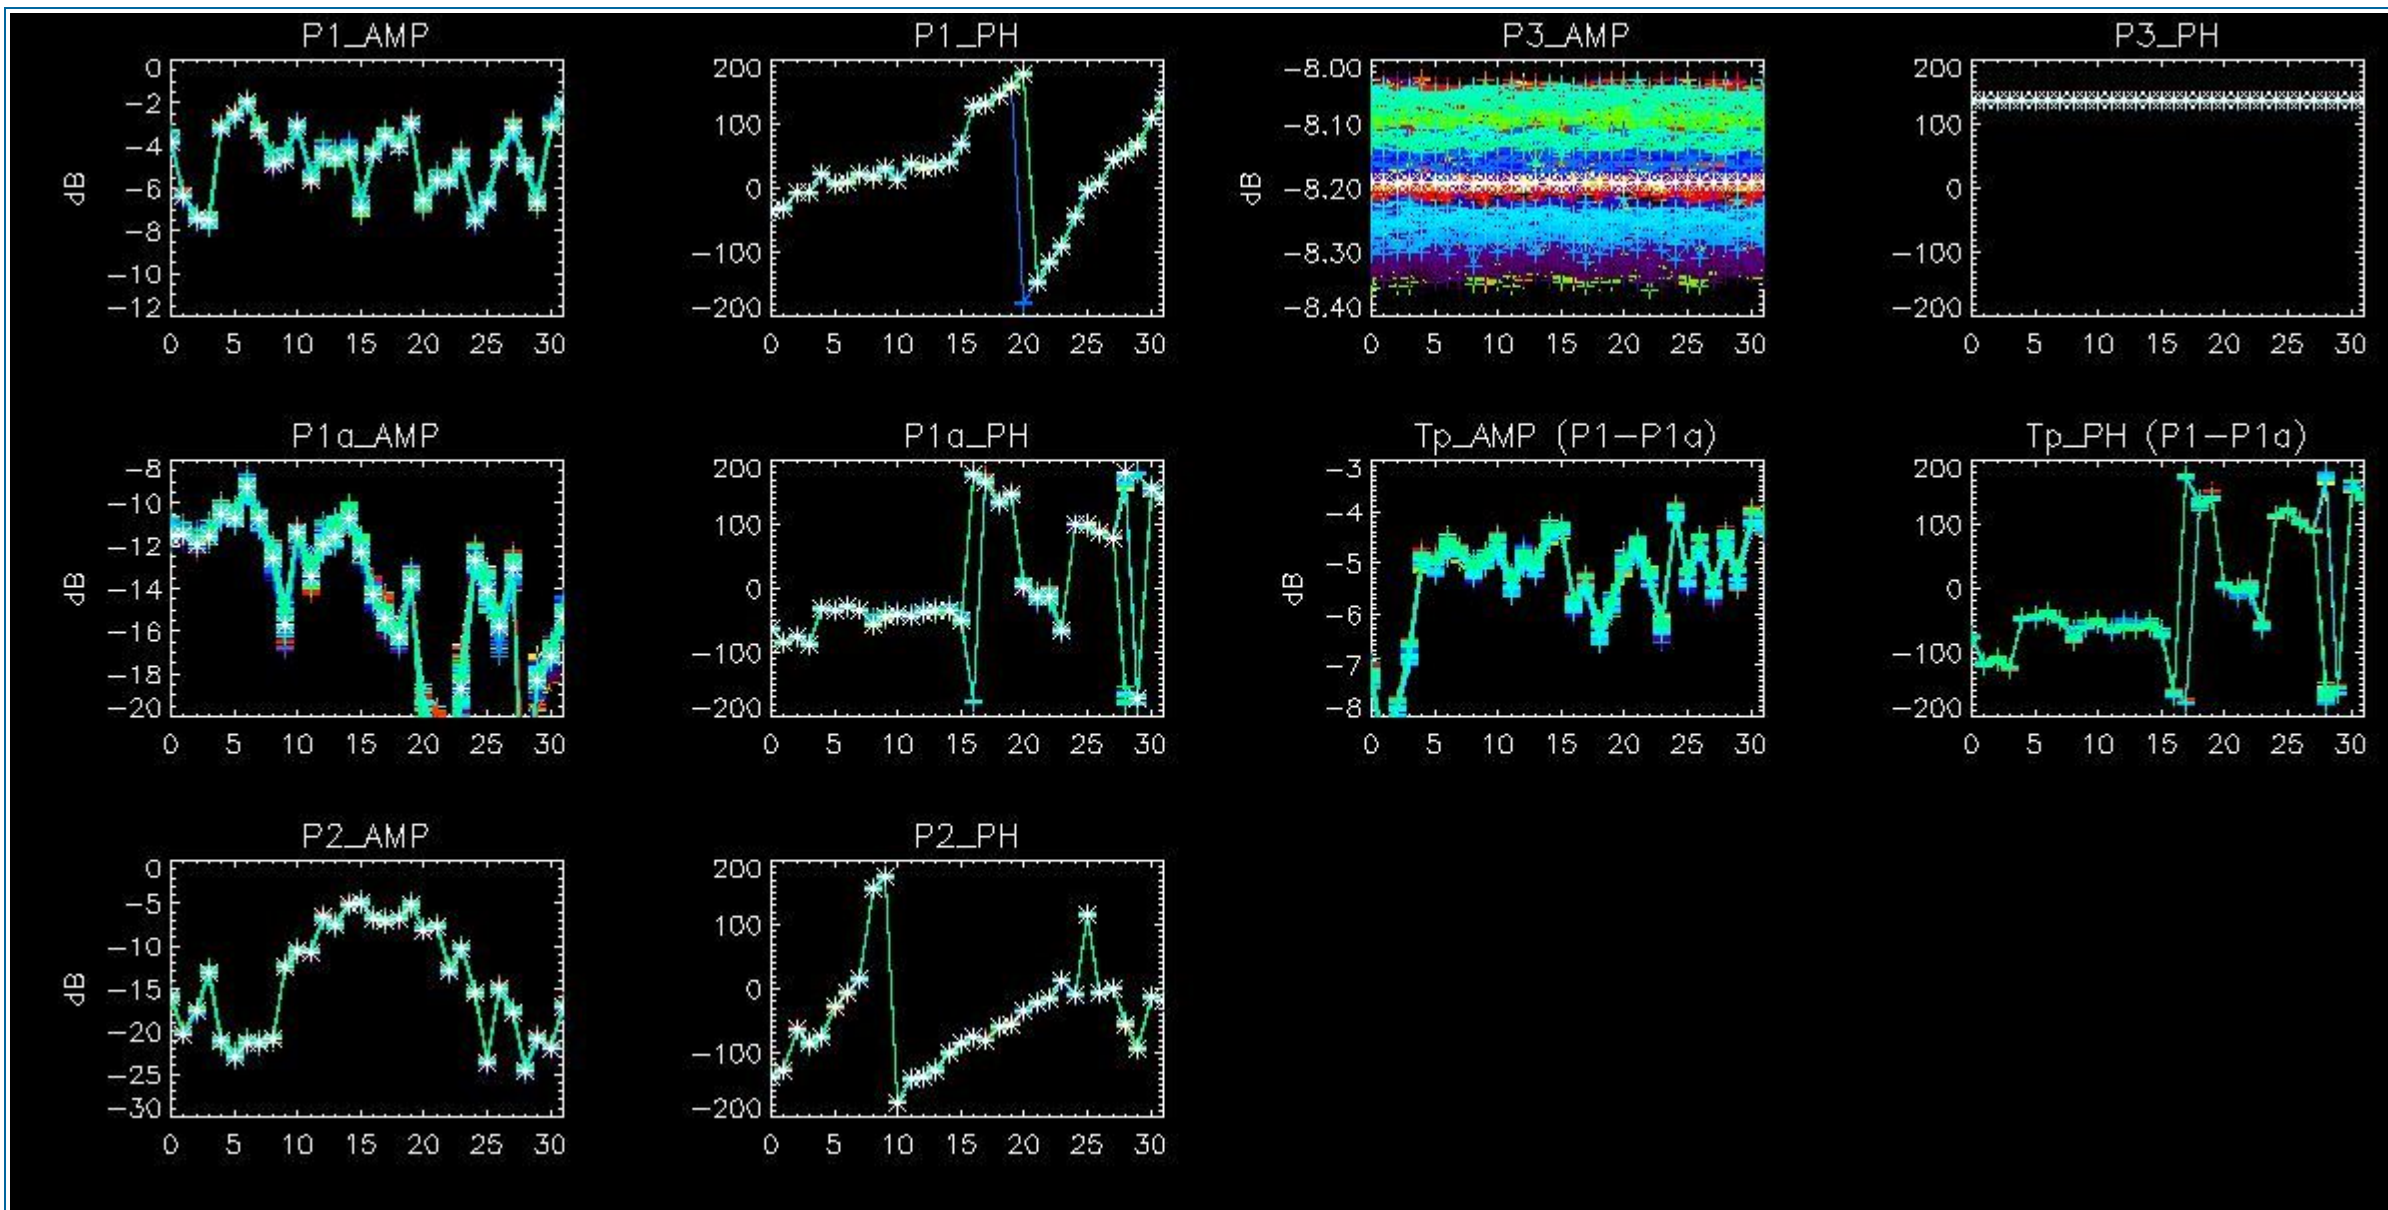 P1_AMP
0
−2
−4
−6
−8
−10
−12
dB
0 5 10 15 20 25 30
P1_PH
200
100
0
−100
−200
0 5 10 15 20 25 30
P3_AMP
−8.00
−8.10
−8.20
−8.30
−8.40
dB
0 5 10 15 20 25 30
P3_PH
200
100
0
−100
−200
0 5 10 15 20 25 30
P1a_AMP
−8
−10
−12
−14
−16
−18
−20
dB
0 5 10 15 20 25 30
P1a_PH
200
100
0
−100
−200
0 5 10 15 20 25 30
Tp_AMP (P1−P1a)
−3
−4
−5
−6
−7
−8
dB
0 5 10 15 20 25 30
Tp_PH (P1−P1a)
200
100
0
−100
−200
0 5 10 15 20 25 30
P2_AMP
0
−5
−10
−15
−20
−25
−30
dB
0 5 10 15 20 25 30
P2_PH
200
100
0
−100
−200
0 5 10 15 20 25 30